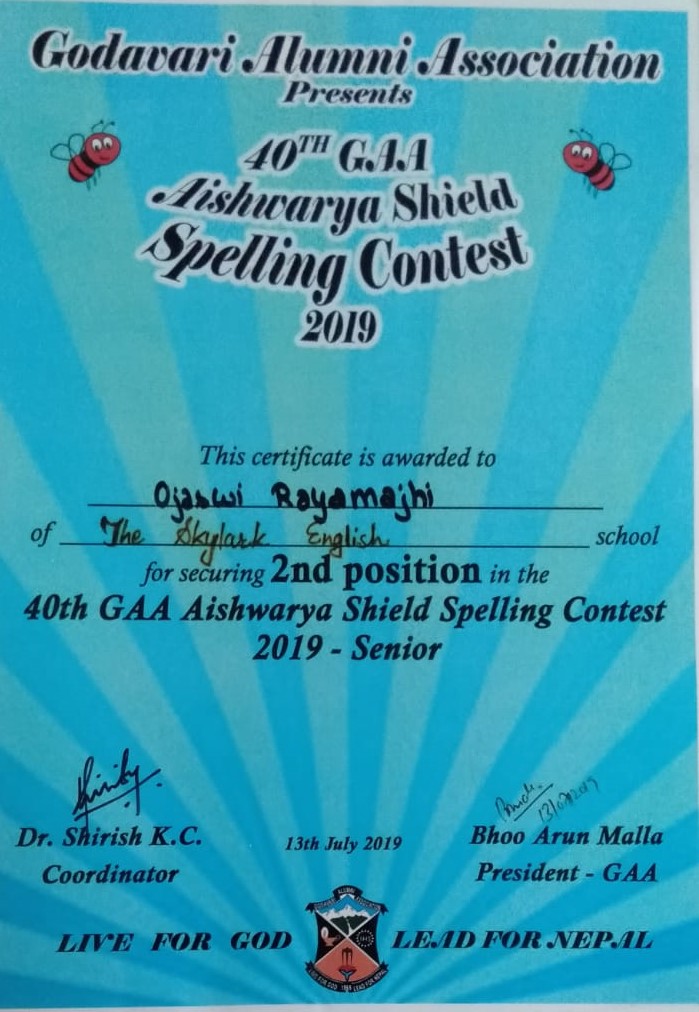 Godavari Alumni Association
Presents
40TH GAA
Aishwarya Shield
Spelling Contest
2019
This certificate is awarded to
Ojaswi Rayamajhi
of The Skylark English school
for securing 2nd position in the
40th GAA Aishwarya Shield Spelling Contest
2019 - Senior
Dr. Shirish K.C. 13th July 2019 Bhoo Arun Malla
Coordinator President - GAA
LIVE FOR GOD LEAD FOR NEPAL